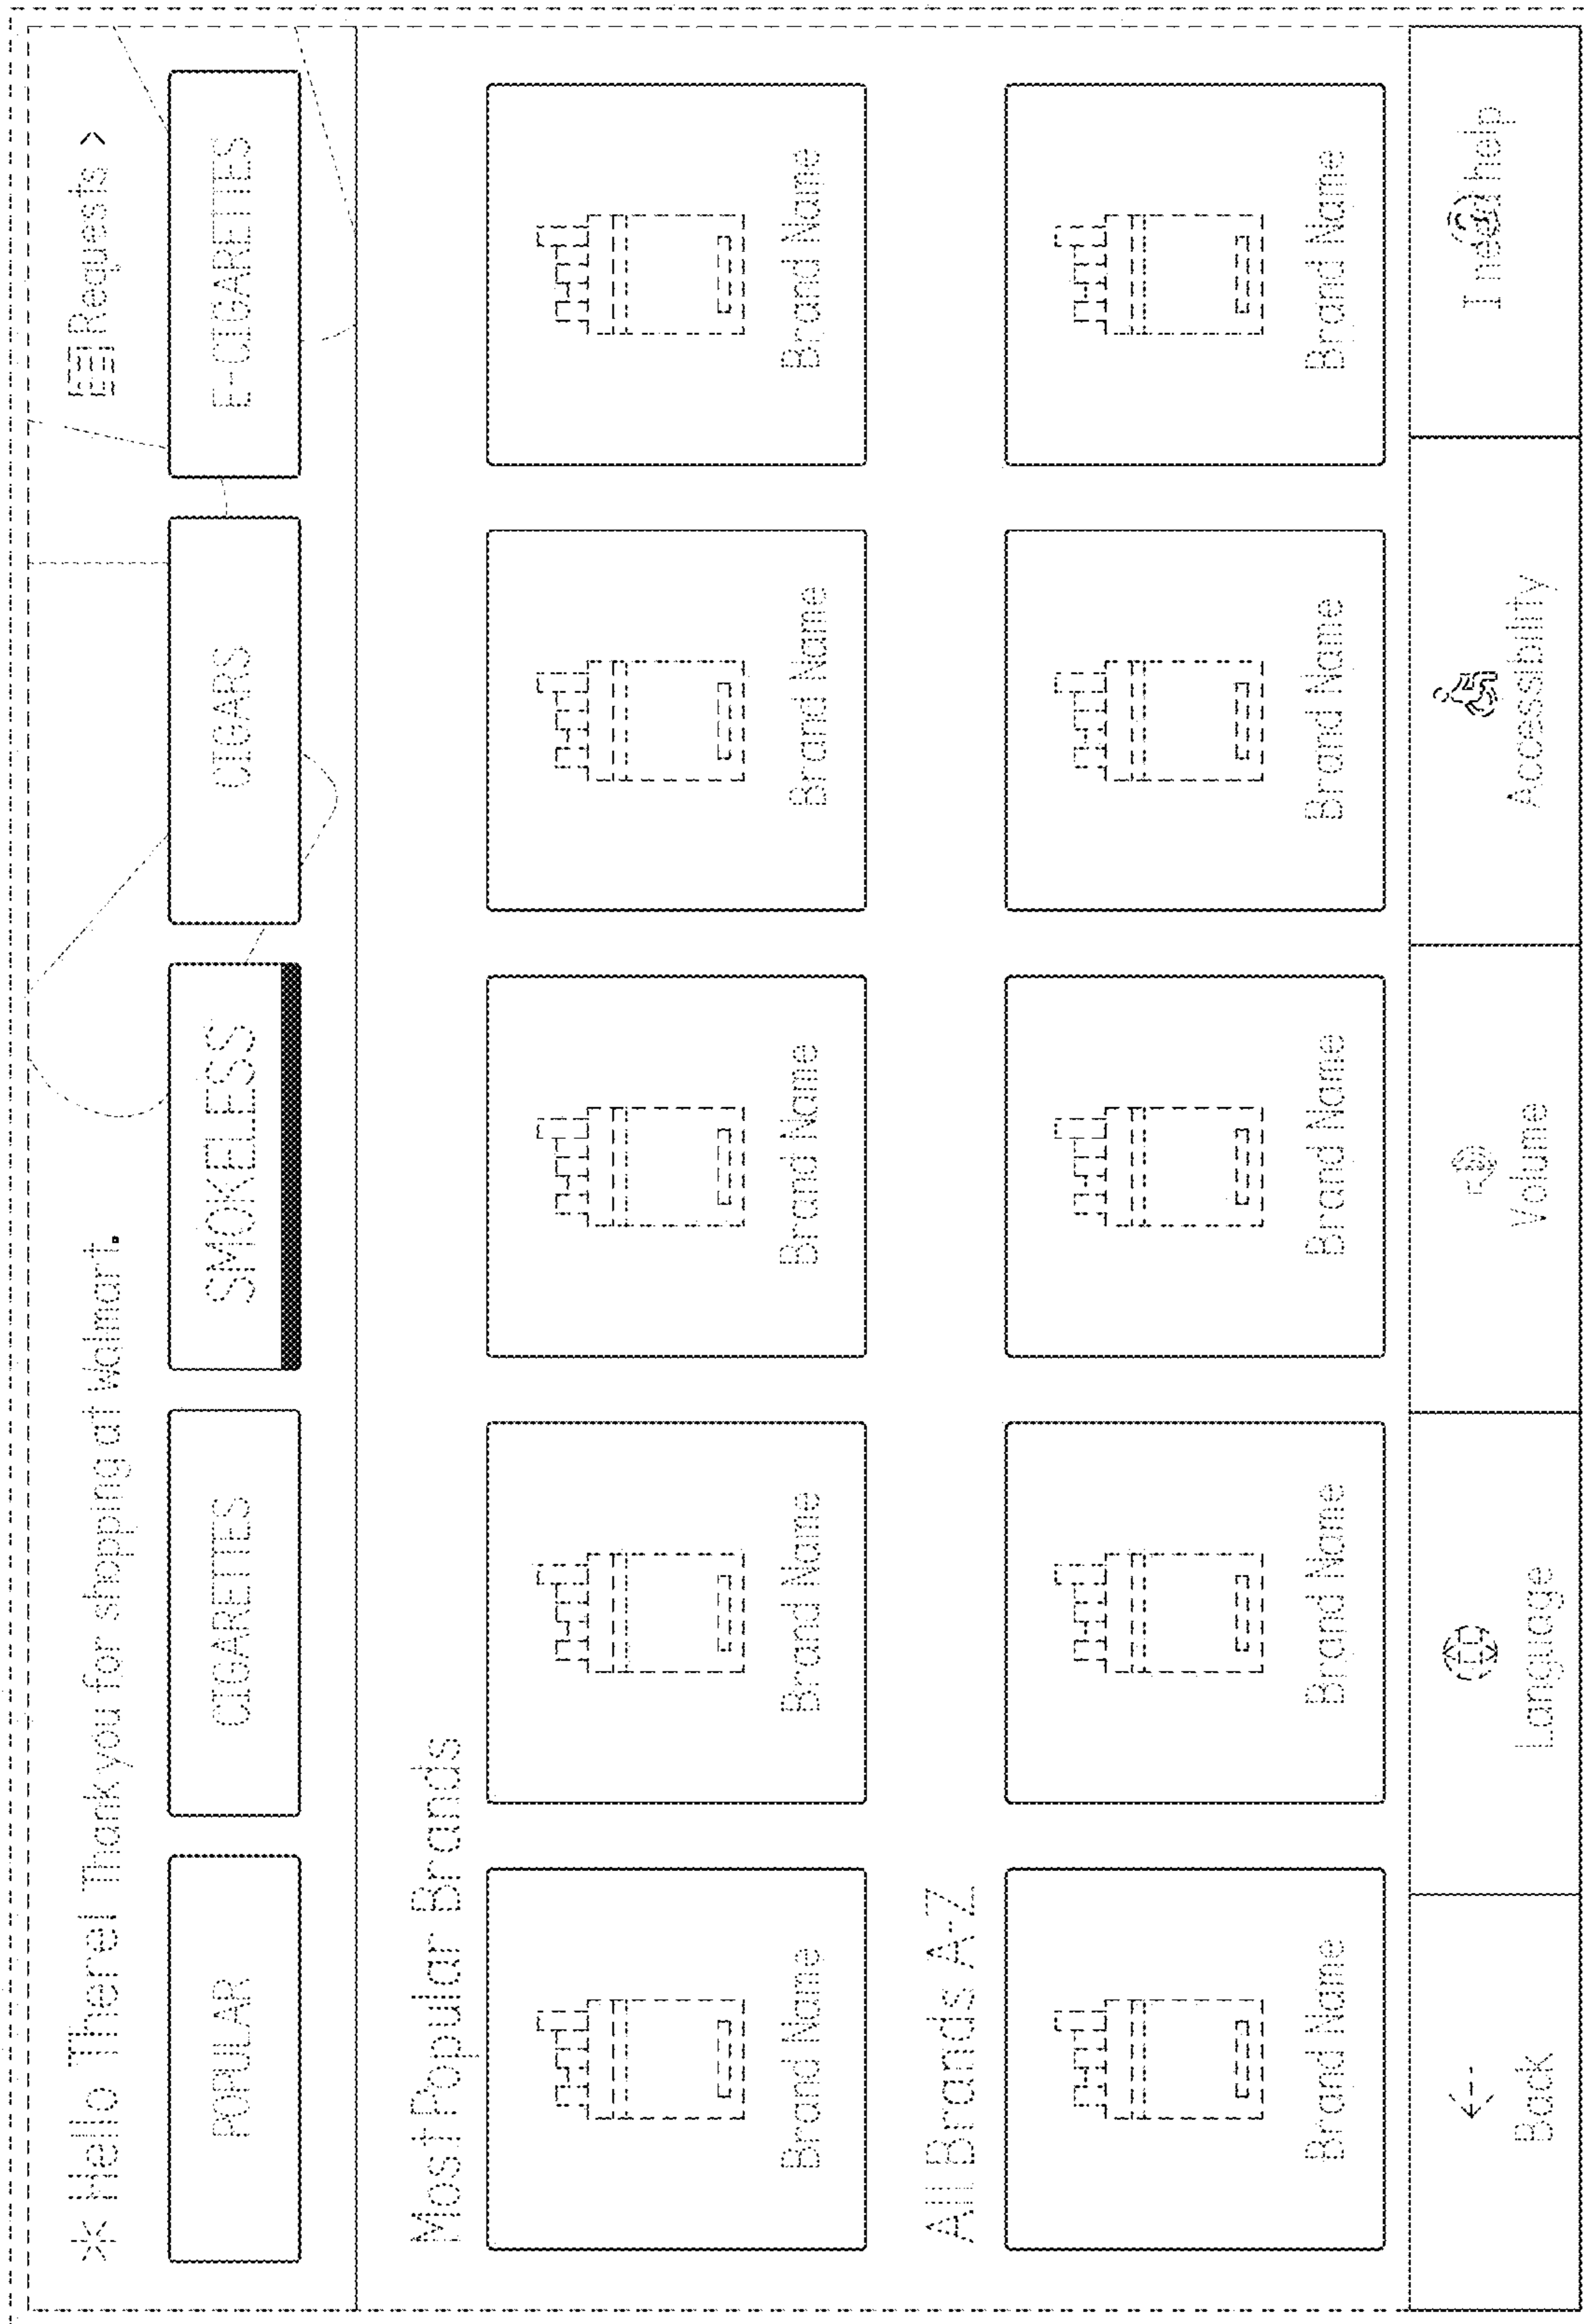 Hello There! Thank you for shopping at Walmart.
Requests >
POPULAR
CIGARETTES
SMOKELESS
CIGARS
E-CIGARETTES
Most Popular Brands
Brand Name
Brand Name
Brand Name
Brand Name
Brand Name
All Brands A-Z
Brand Name
Brand Name
Brand Name
Brand Name
Brand Name
Back
Language
Volume
Accessibility
I need help